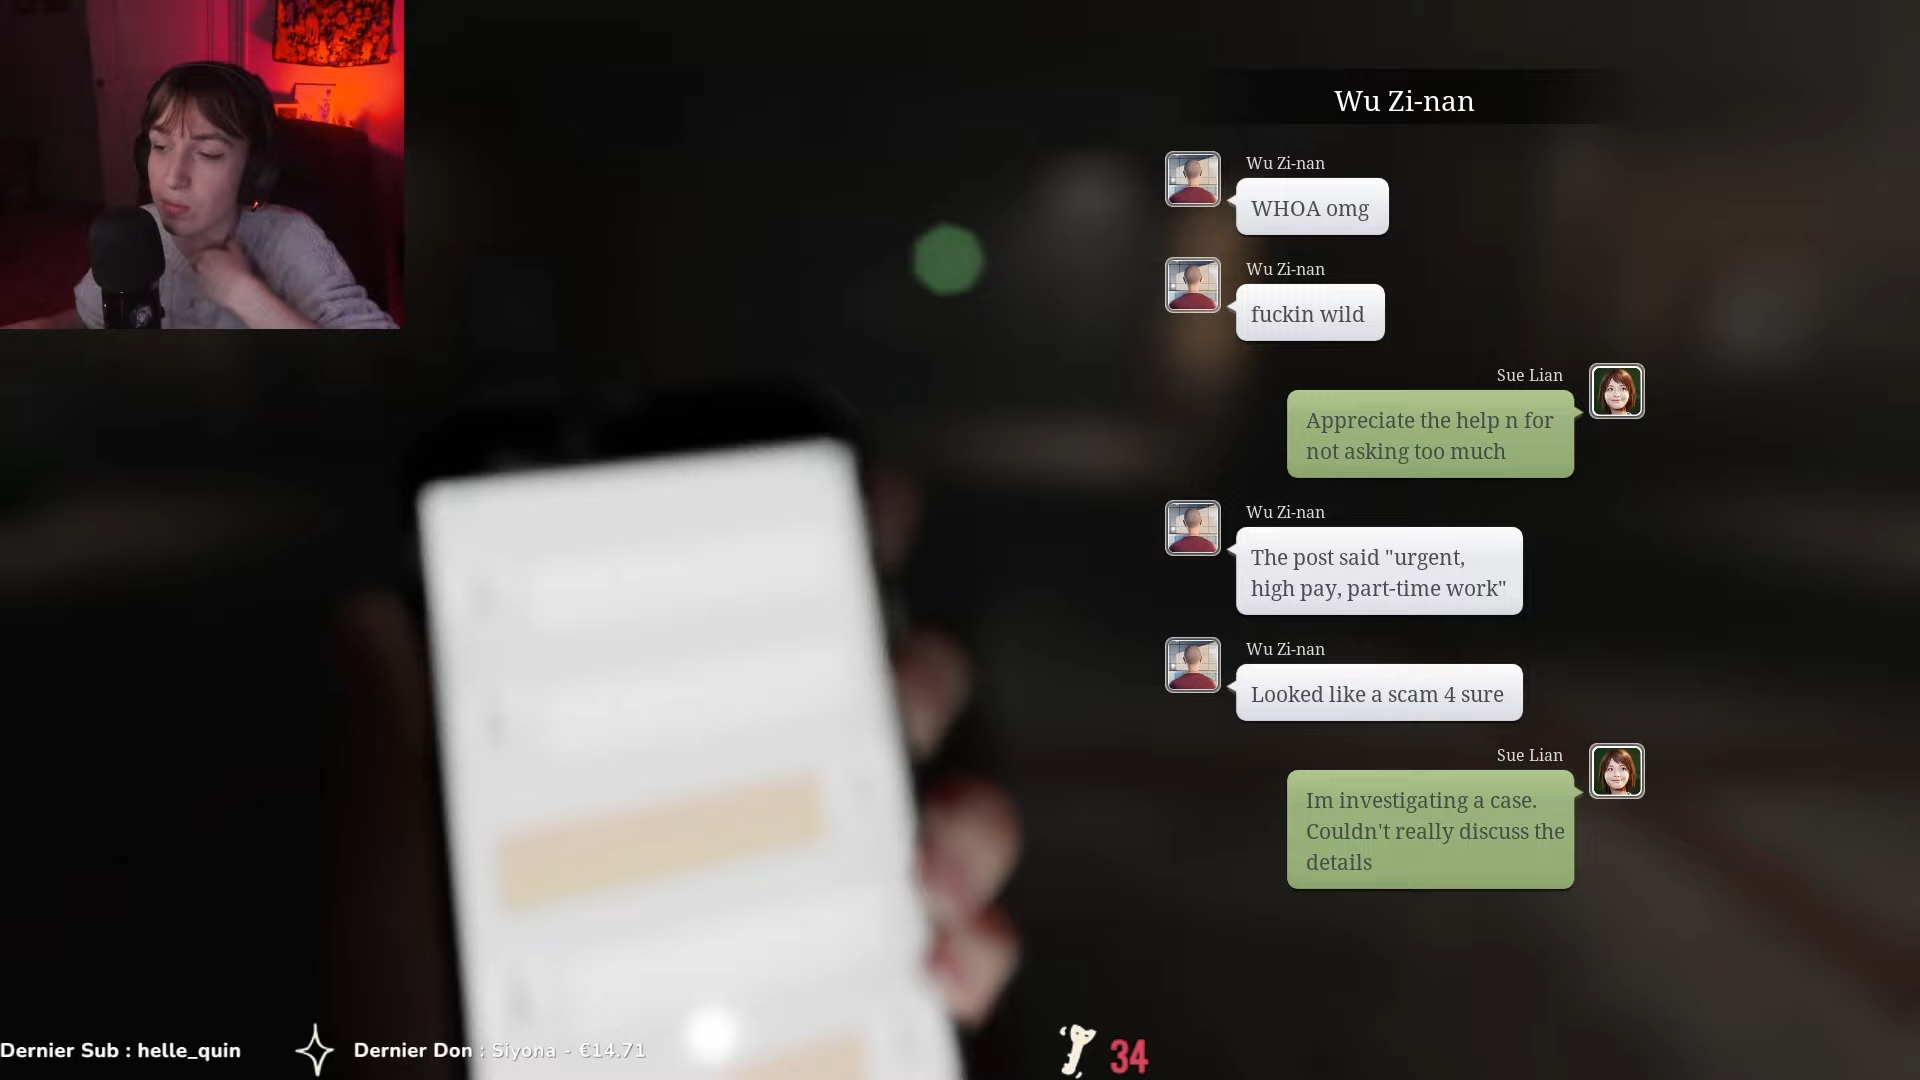 Wu Zi-nan
Wu Zi-nan
WHOA omg
Wu Zi-nan
fuckin wild
Sue Lian
Appreciate the help n for
not asking too much
Wu Zi-nan
The post said "urgent,
high pay, part-time work"
Wu Zi-nan
Looked like a scam 4 sure
Sue Lian
Im investigating a case.
Couldn't really discuss the
details
Dernier Sub : helle_quin
Dernier Don : Siyona - €14.71
34